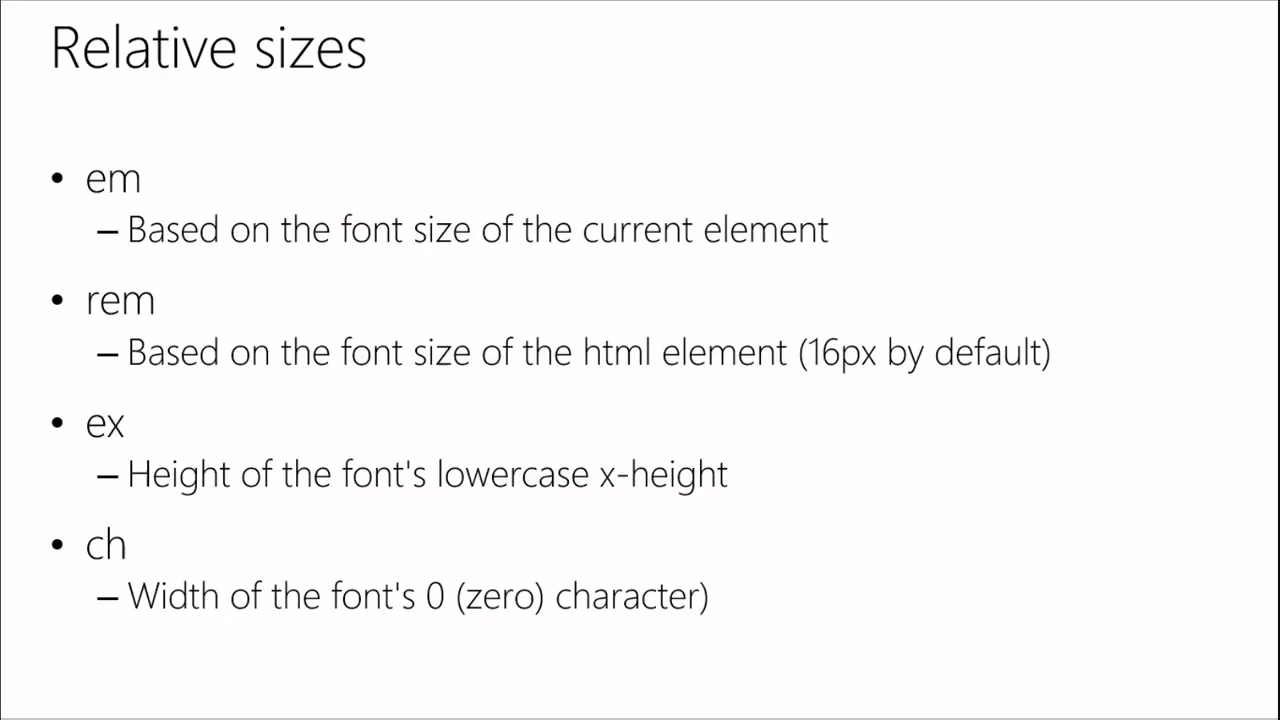 Relative sizes
• em
– Based on the font size of the current element
• rem
– Based on the font size of the html element (16px by default)
• ex
– Height of the font's lowercase x-height
• ch
– Width of the font's 0 (zero) character)